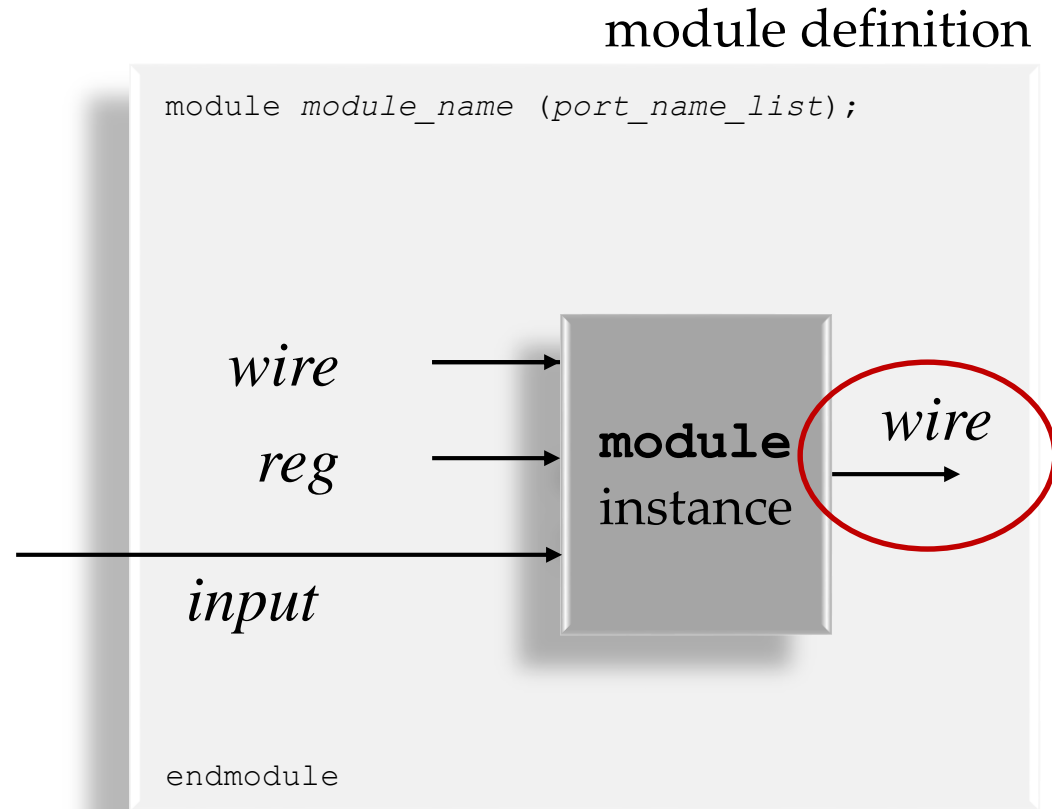 module definition
module module_name (port_name_list);
wire
reg
input
module
instance
wire
endmodule